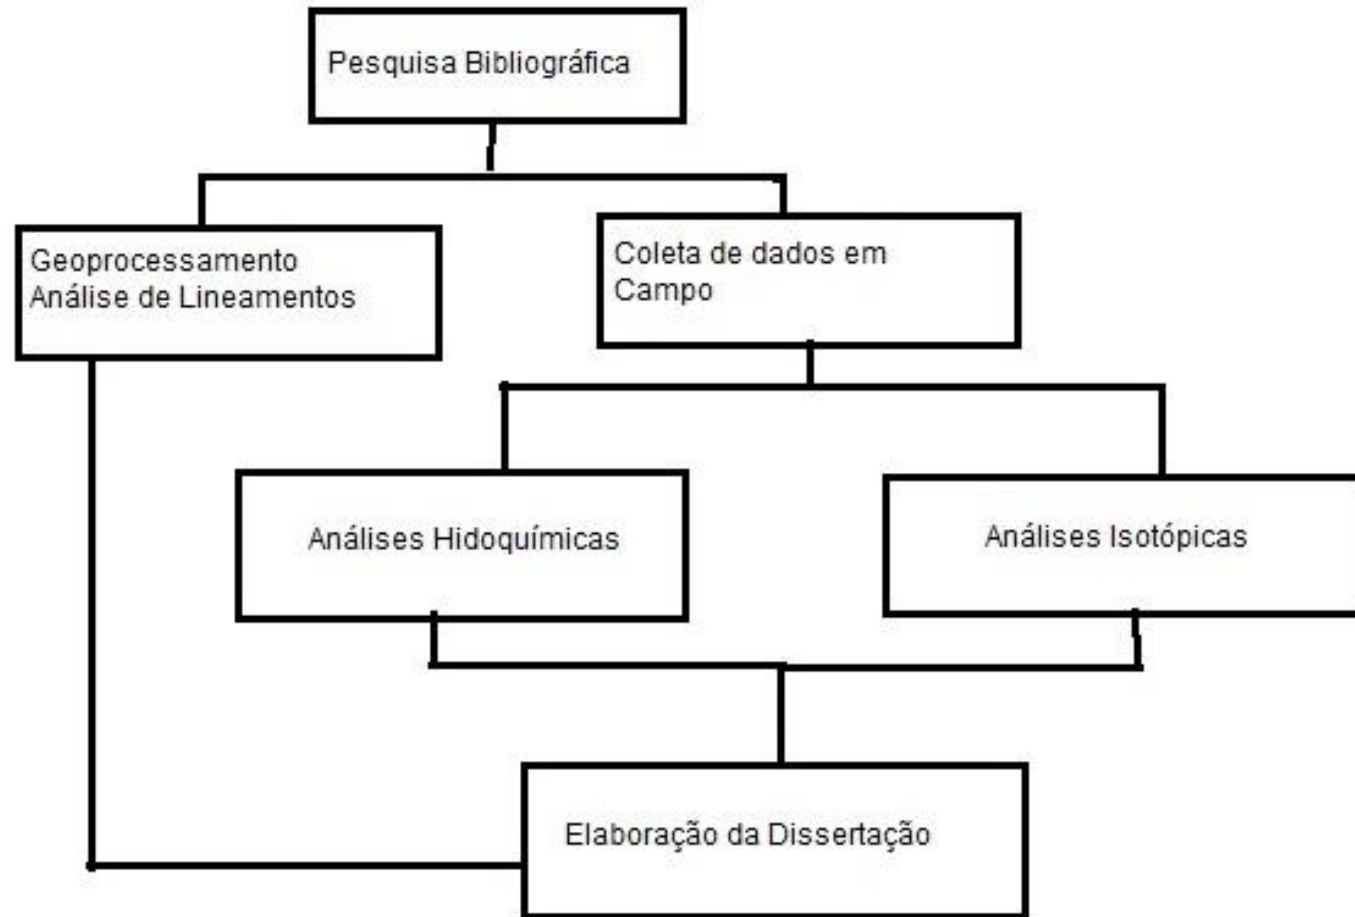 Pesquisa Bibliográfica
Geoprocessamento
Análise de Lineamentos
Coleta de dados em
Campo
Análises Hidoquímicas
Análises Isotópicas
Elaboração da Dissertação